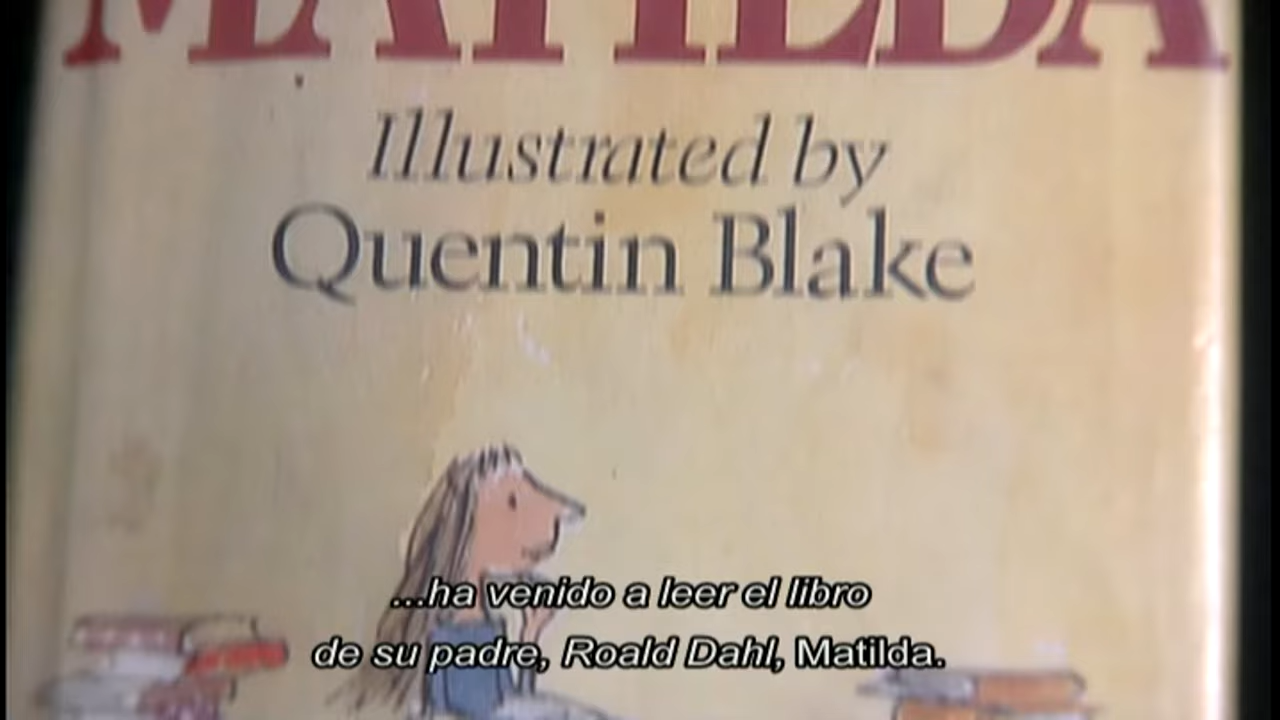 MATILDA
Illustrated by
Quentin Blake
...ha venido a leer el libro
de su padre, Roald Dahl, Matilda.